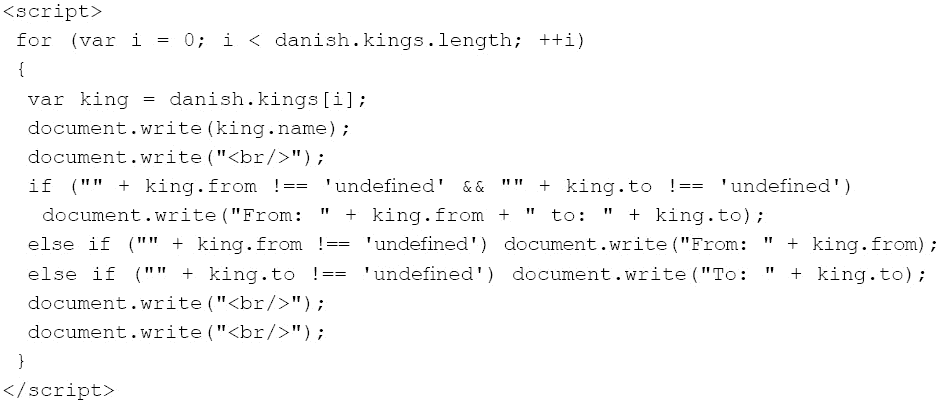 <script>
for (var i = 0; i < danish.kings.length; ++i)
{
var king = danish.kings[i];
document.write(king.name);
document.write("<br/>");
if ("" + king.from !== 'undefined' && "" + king.to !== 'undefined')
document.write("From: " + king.from + " to: " + king.to);
else if ("" + king.from !== 'undefined') document.write("From: " + king.from);
else if ("" + king.to !== 'undefined') document.write("To: " + king.to);
document.write("<br/>");
document.write("<br/>");
}
</script>